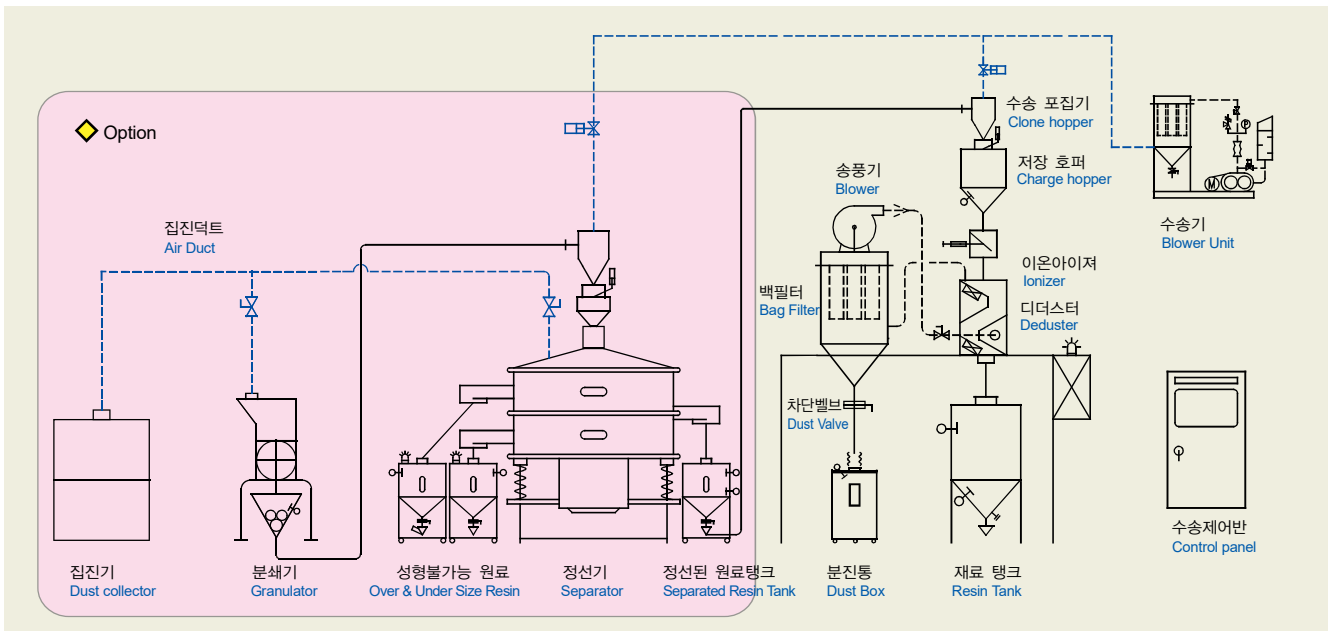 Option
수송 포집기
Clone hopper
저장 호퍼
Charge hopper
송풍기
Blower
수송기
Blower Unit
집진덕트
Air Duct
이온아이져
Ionizer
백필터
Bag Filter
디더스터
Deduster
차단벨브
Dust Valve
집진기
Dust collector
분쇄기
Granulator
성형불가능 원료
Over & Under Size Resin
정선기
Separator
정선된 원료탱크
Separated Resin Tank
분진통
Dust Box
재료 탱크
Resin Tank
수송제어반
Control panel
M
P